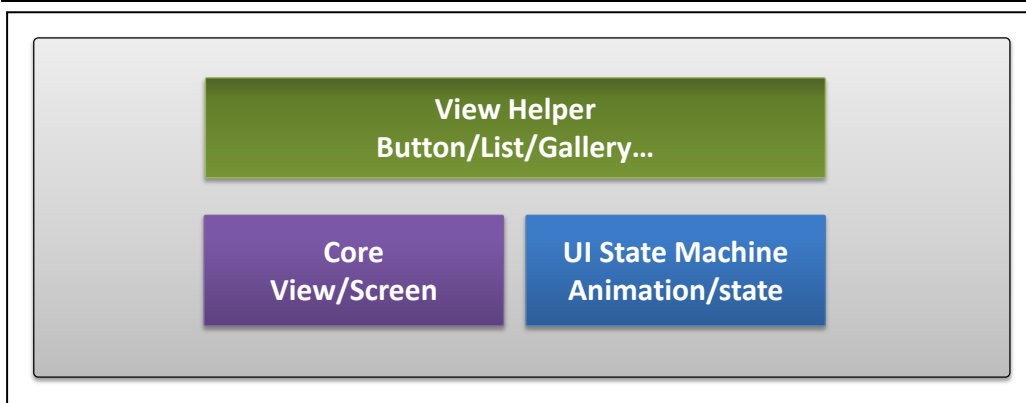 View Helper
Button/List/Gallery…
Core
View/Screen
UI State Machine
Animation/state